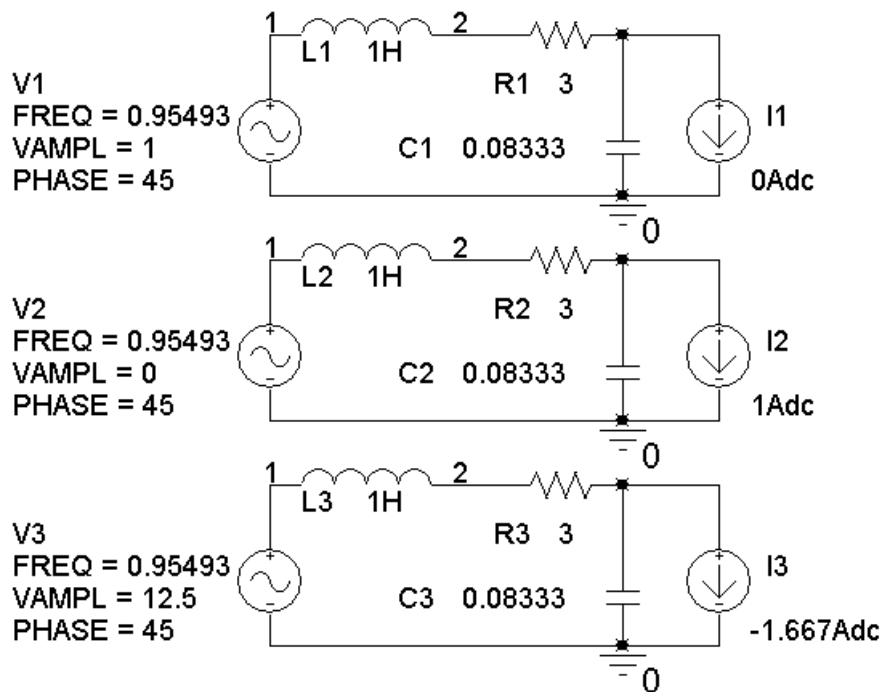 1 2
L1 1H
V1
FREQ = 0.95493
VAMPL = 1
PHASE = 45
R1 3
C1 0.08333
I1
0Adc
0
1 2
L2 1H
V2
FREQ = 0.95493
VAMPL = 0
PHASE = 45
R2 3
C2 0.08333
I2
1Adc
0
1 2
L3 1H
V3
FREQ = 0.95493
VAMPL = 12.5
PHASE = 45
R3 3
C3 0.08333
I3
-1.667Adc
0